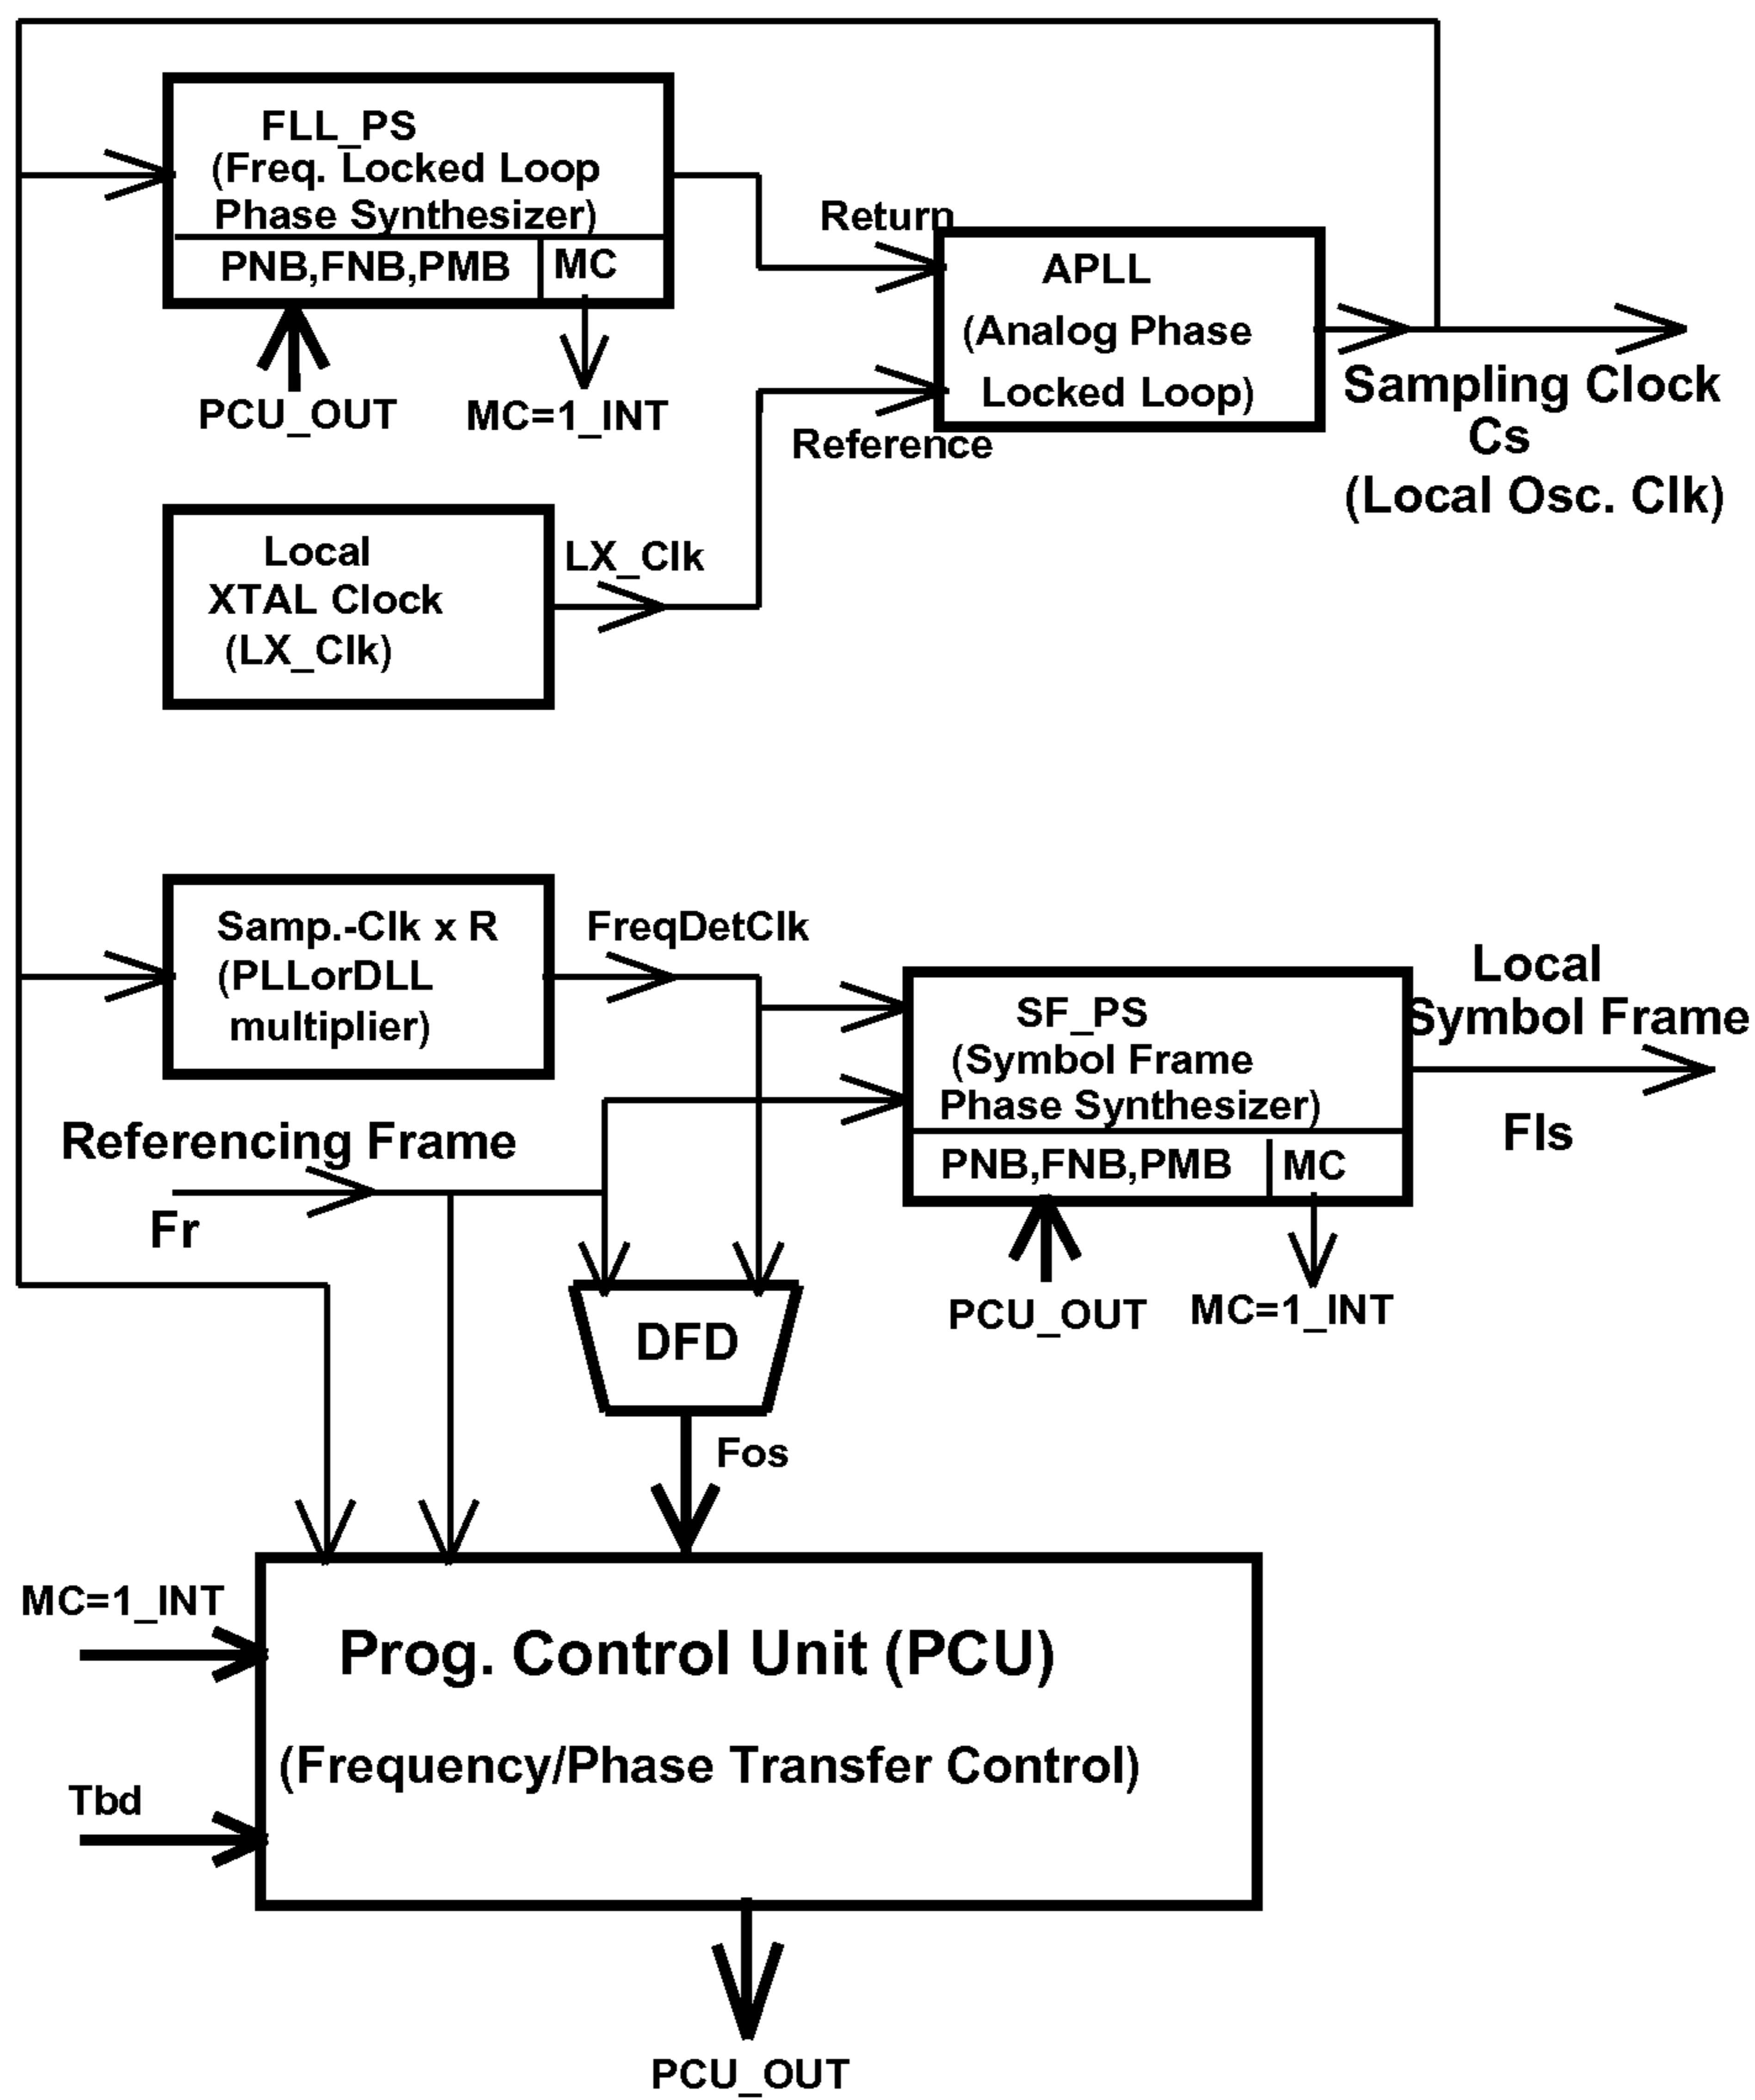 FLL_PS
(Freq. Locked Loop
Phase Synthesizer)
PNB,FNB,PMB
MC
PCU_OUT
MC=1_INT
Return
APLL
(Analog Phase
Locked Loop)
Reference
Sampling Clock
Cs
(Local Osc. Clk)
Local
XTAL Clock
(LX_Clk)
LX_Clk
Samp.-Clk x R
(PLLorDLL
multiplier)
FreqDetClk
SF_PS
(Symbol Frame
Phase Synthesizer)
PNB,FNB,PMB
MC
PCU_OUT
MC=1_INT
Local
Symbol Frame
Fls
Referencing Frame
Fr
DFD
Fos
MC=1_INT
Tbd
Prog. Control Unit (PCU)
(Frequency/Phase Transfer Control)
PCU_OUT